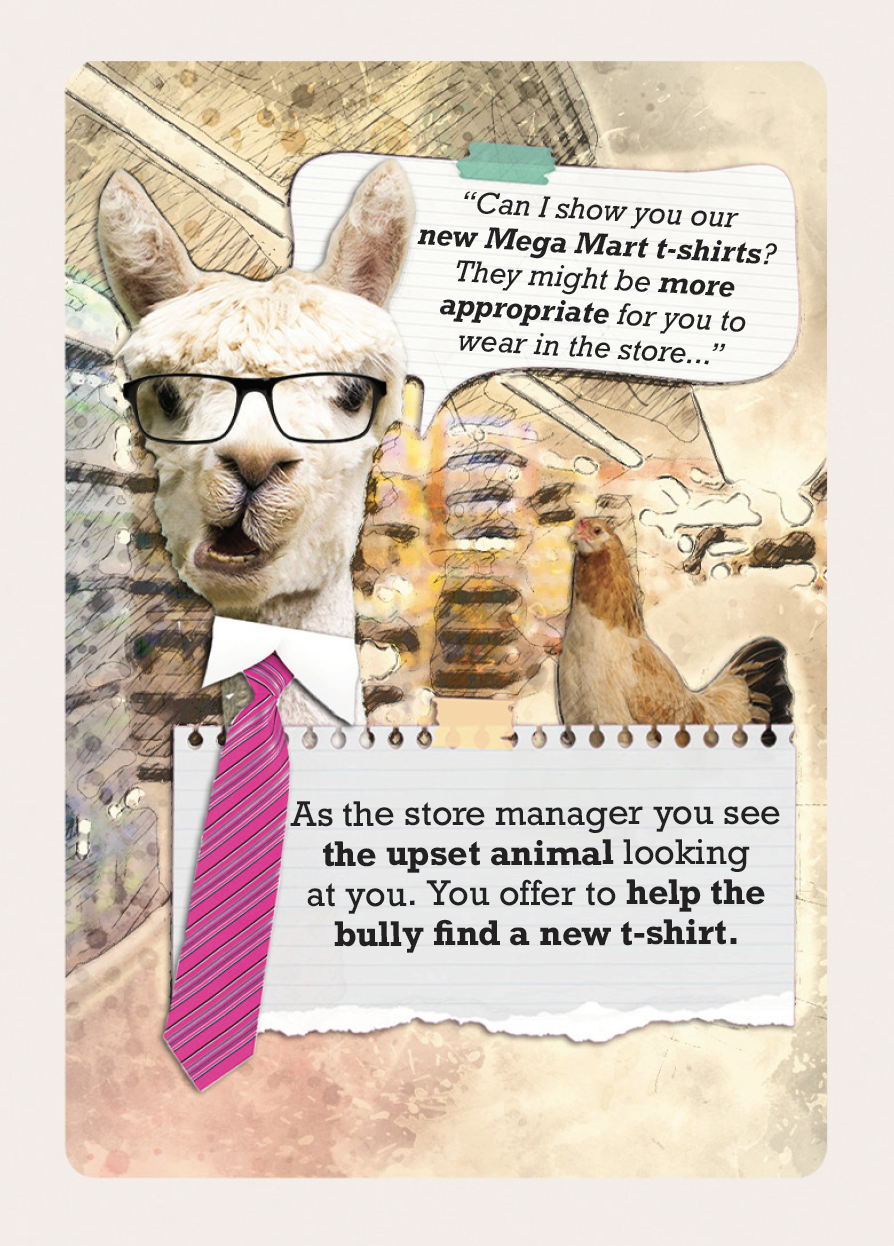 “Can I show you our
new Mega Mart t-shirts?
They might be more
appropriate for you to
wear in the store...”
As the store manager you see
the upset animal looking
at you. You offer to help the
bully find a new t-shirt.